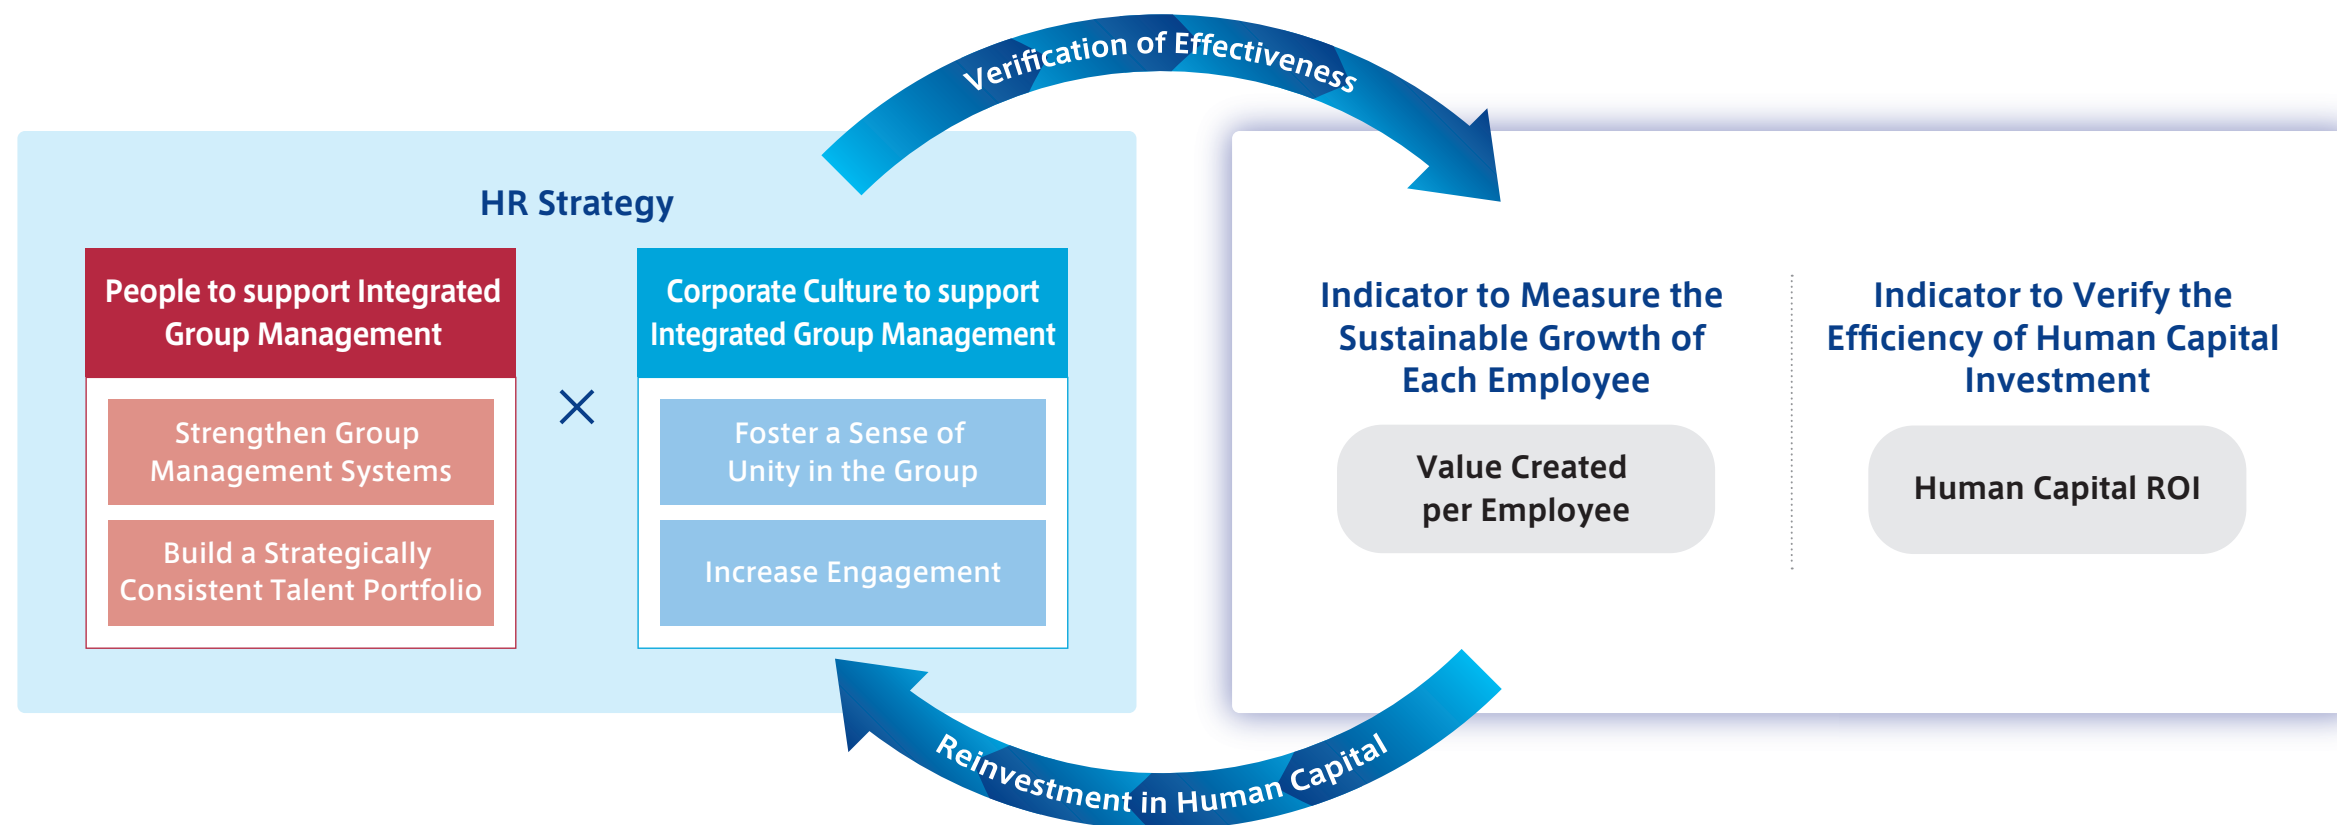 Verification of Effectiveness
HR Strategy
People to support Integrated
Group Management
Strengthen Group
Management Systems
Build a Strategically
Consistent Talent Portfolio
×
Corporate Culture to support
Integrated Group Management
Foster a Sense of
Unity in the Group
Increase Engagement
Indicator to Measure the
Sustainable Growth of
Each Employee
Value Created
per Employee
Indicator to Verify the
Efficiency of Human Capital
Investment
Human Capital ROI
Reinvestment in Human Capital